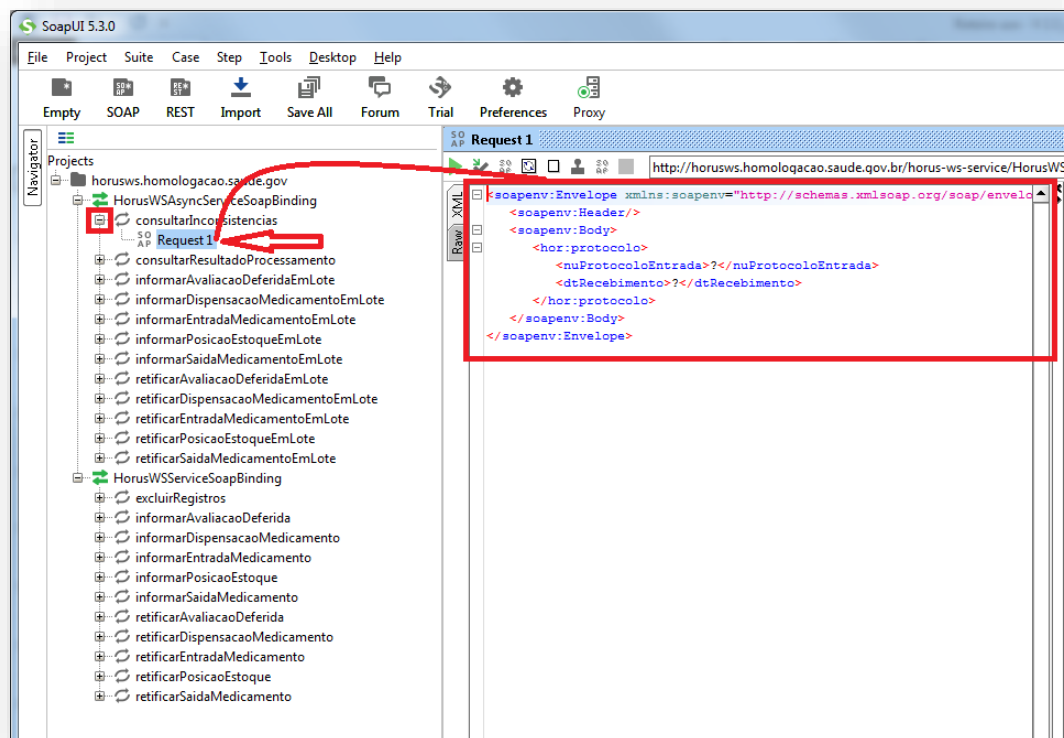 SoapUI 5.3.0
File Project Suite Case Step Tools Desktop Help
Empty SOAP REST Import Save All Forum Trial Preferences Proxy
Navigator
Projects
horusws.homologacao.saude.gov
HorusWSAsyncServiceSoapBinding
consultarInconsistencias
SOAP Request 1
consultarResultadoProcessamento
informarAvaliacaoDeferidaEmLote
informarDispensacaoMedicamentoEmLote
informarEntradaMedicamentoEmLote
informarPosicaoEstoqueEmLote
informarSaidaMedicamentoEmLote
retificarAvaliacaoDeferidaEmLote
retificarDispensacaoMedicamentoEmLote
retificarEntradaMedicamentoEmLote
retificarPosicaoEstoqueEmLote
retificarSaidaMedicamentoEmLote
HorusWSServiceSoapBinding
excluirRegistros
informarAvaliacaoDeferida
informarDispensacaoMedicamento
informarEntradaMedicamento
informarPosicaoEstoque
informarSaidaMedicamento
retificarAvaliacaoDeferida
retificarDispensacaoMedicamento
retificarEntradaMedicamento
retificarPosicaoEstoque
retificarSaidaMedicamento
SOAP Request 1
http://horusws.homologacao.saude.gov.br/horus-ws-service/HorusWS
XML
Raw
<soapenv:Envelope xmlns:soapenv="http://schemas.xmlsoap.org/soap/envelo
<soapenv:Header/>
<soapenv:Body>
<hor:protocolo>
<nuProtocoloEntrada>?</nuProtocoloEntrada>
<dtRecebimento>?</dtRecebimento>
</hor:protocolo>
</soapenv:Body>
</soapenv:Envelope>